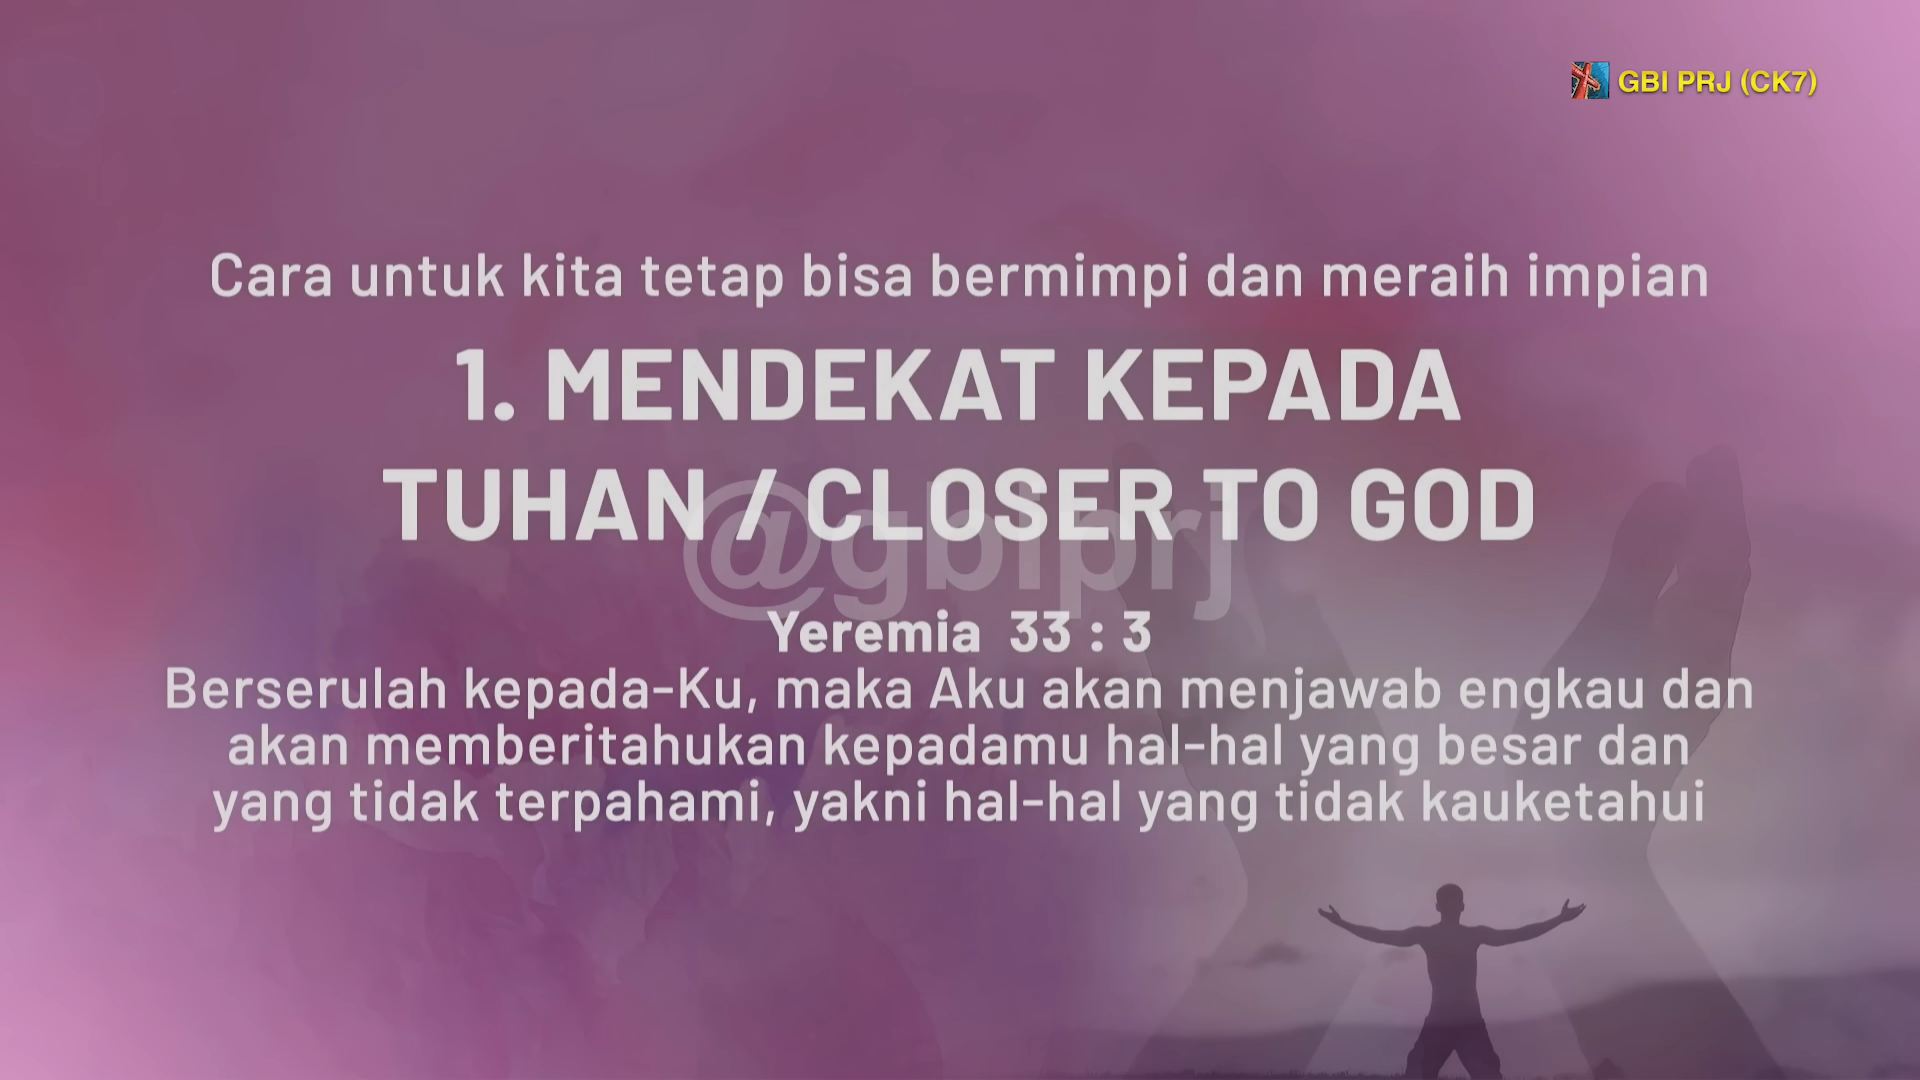 GBI PRJ (CK7)
Cara untuk kita tetap bisa bermimpi dan meraih impian
1. MENDEKAT KEPADA
TUHAN / CLOSER TO GOD
@gbiprj
Yeremia 33 : 3
Berserulah kepada-Ku, maka Aku akan menjawab engkau dan
akan memberitahukan kepadamu hal-hal yang besar dan
yang tidak terpahami, yakni hal-hal yang tidak kauketahui